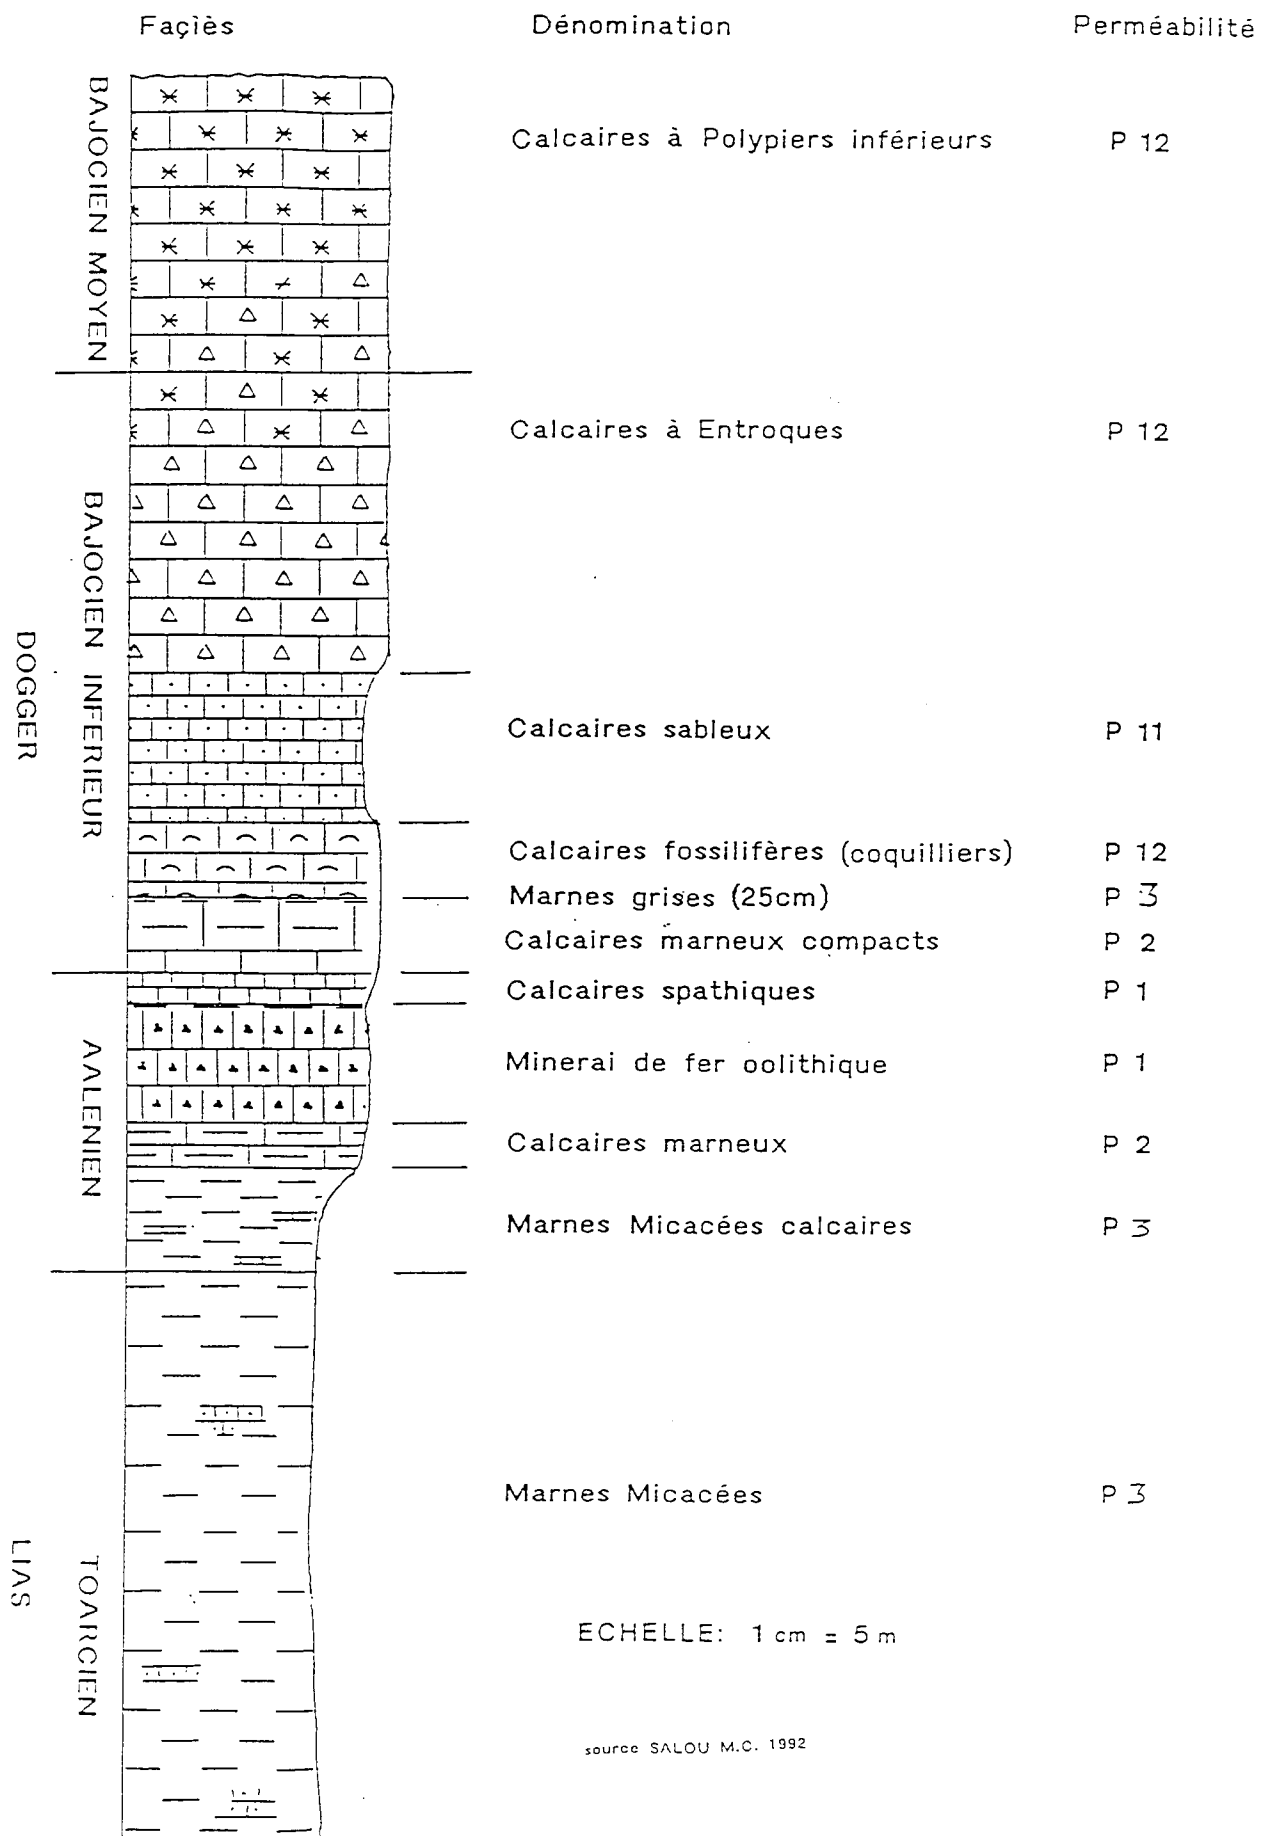 Façiès Dénomination Perméabilité
BAJOCIEN MOYEN
Calcaires à Polypiers inférieurs P 12
Calcaires à Entroques P 12
BAJOCIEN INFERIEUR
DOGGER
Calcaires sableux P 11
Calcaires fossilifères (coquilliers) P 12
Marnes grises (25cm) P 3
Calcaires marneux compacts P 2
Calcaires spathiques P 1
AALENIEN
Minerai de fer oolithique P 1
Calcaires marneux P 2
Marnes Micacées calcaires P 3
Marnes Micacées P 3
LIAS
TOARCIEN
ECHELLE: 1 cm = 5 m
source SALOU M.C. 1992